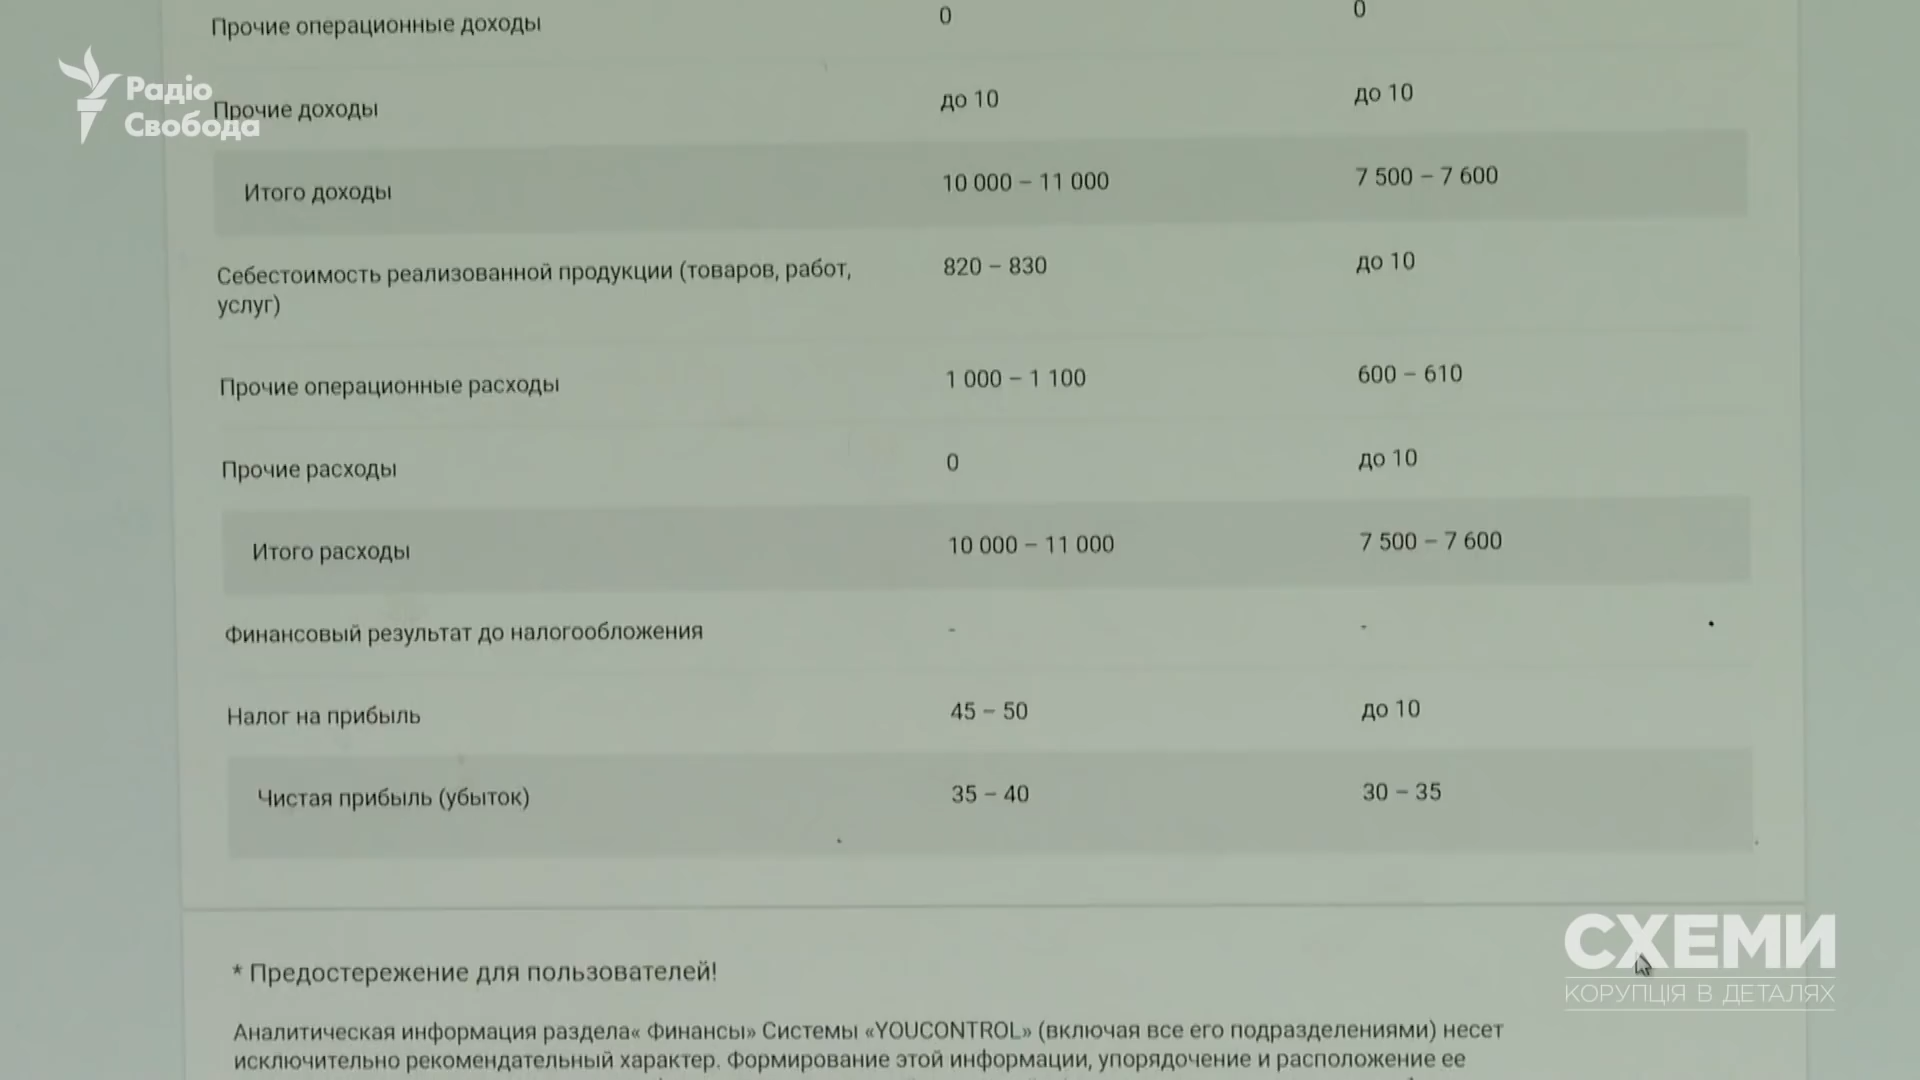 Прочие операционные доходы 0 0
Радіо
Свобода
Прочие доходы до 10 до 10
Итого доходы 10 000 – 11 000 7 500 – 7 600
Себестоимость реализованной продукции (товаров, работ, 820 – 830 до 10
услуг)
Прочие операционные расходы 1 000 – 1 100 600 – 610
Прочие расходы 0 до 10
Итого расходы 10 000 – 11 000 7 500 – 7 600
Финансовый результат до налогообложения - -
Налог на прибыль 45 – 50 до 10
Чистая прибыль (убыток) 35 – 40 30 – 35
* Предостережение для пользователей!
Аналитическая информация раздела« Финансы» Системы «YOUCONTROL» (включая все его подразделениями) несет
исключительно рекомендательный характер. Формирование этой информации, упорядочение и расположение ее
СХЕМИ
КОРУПЦІЯ В ДЕТАЛЯХ